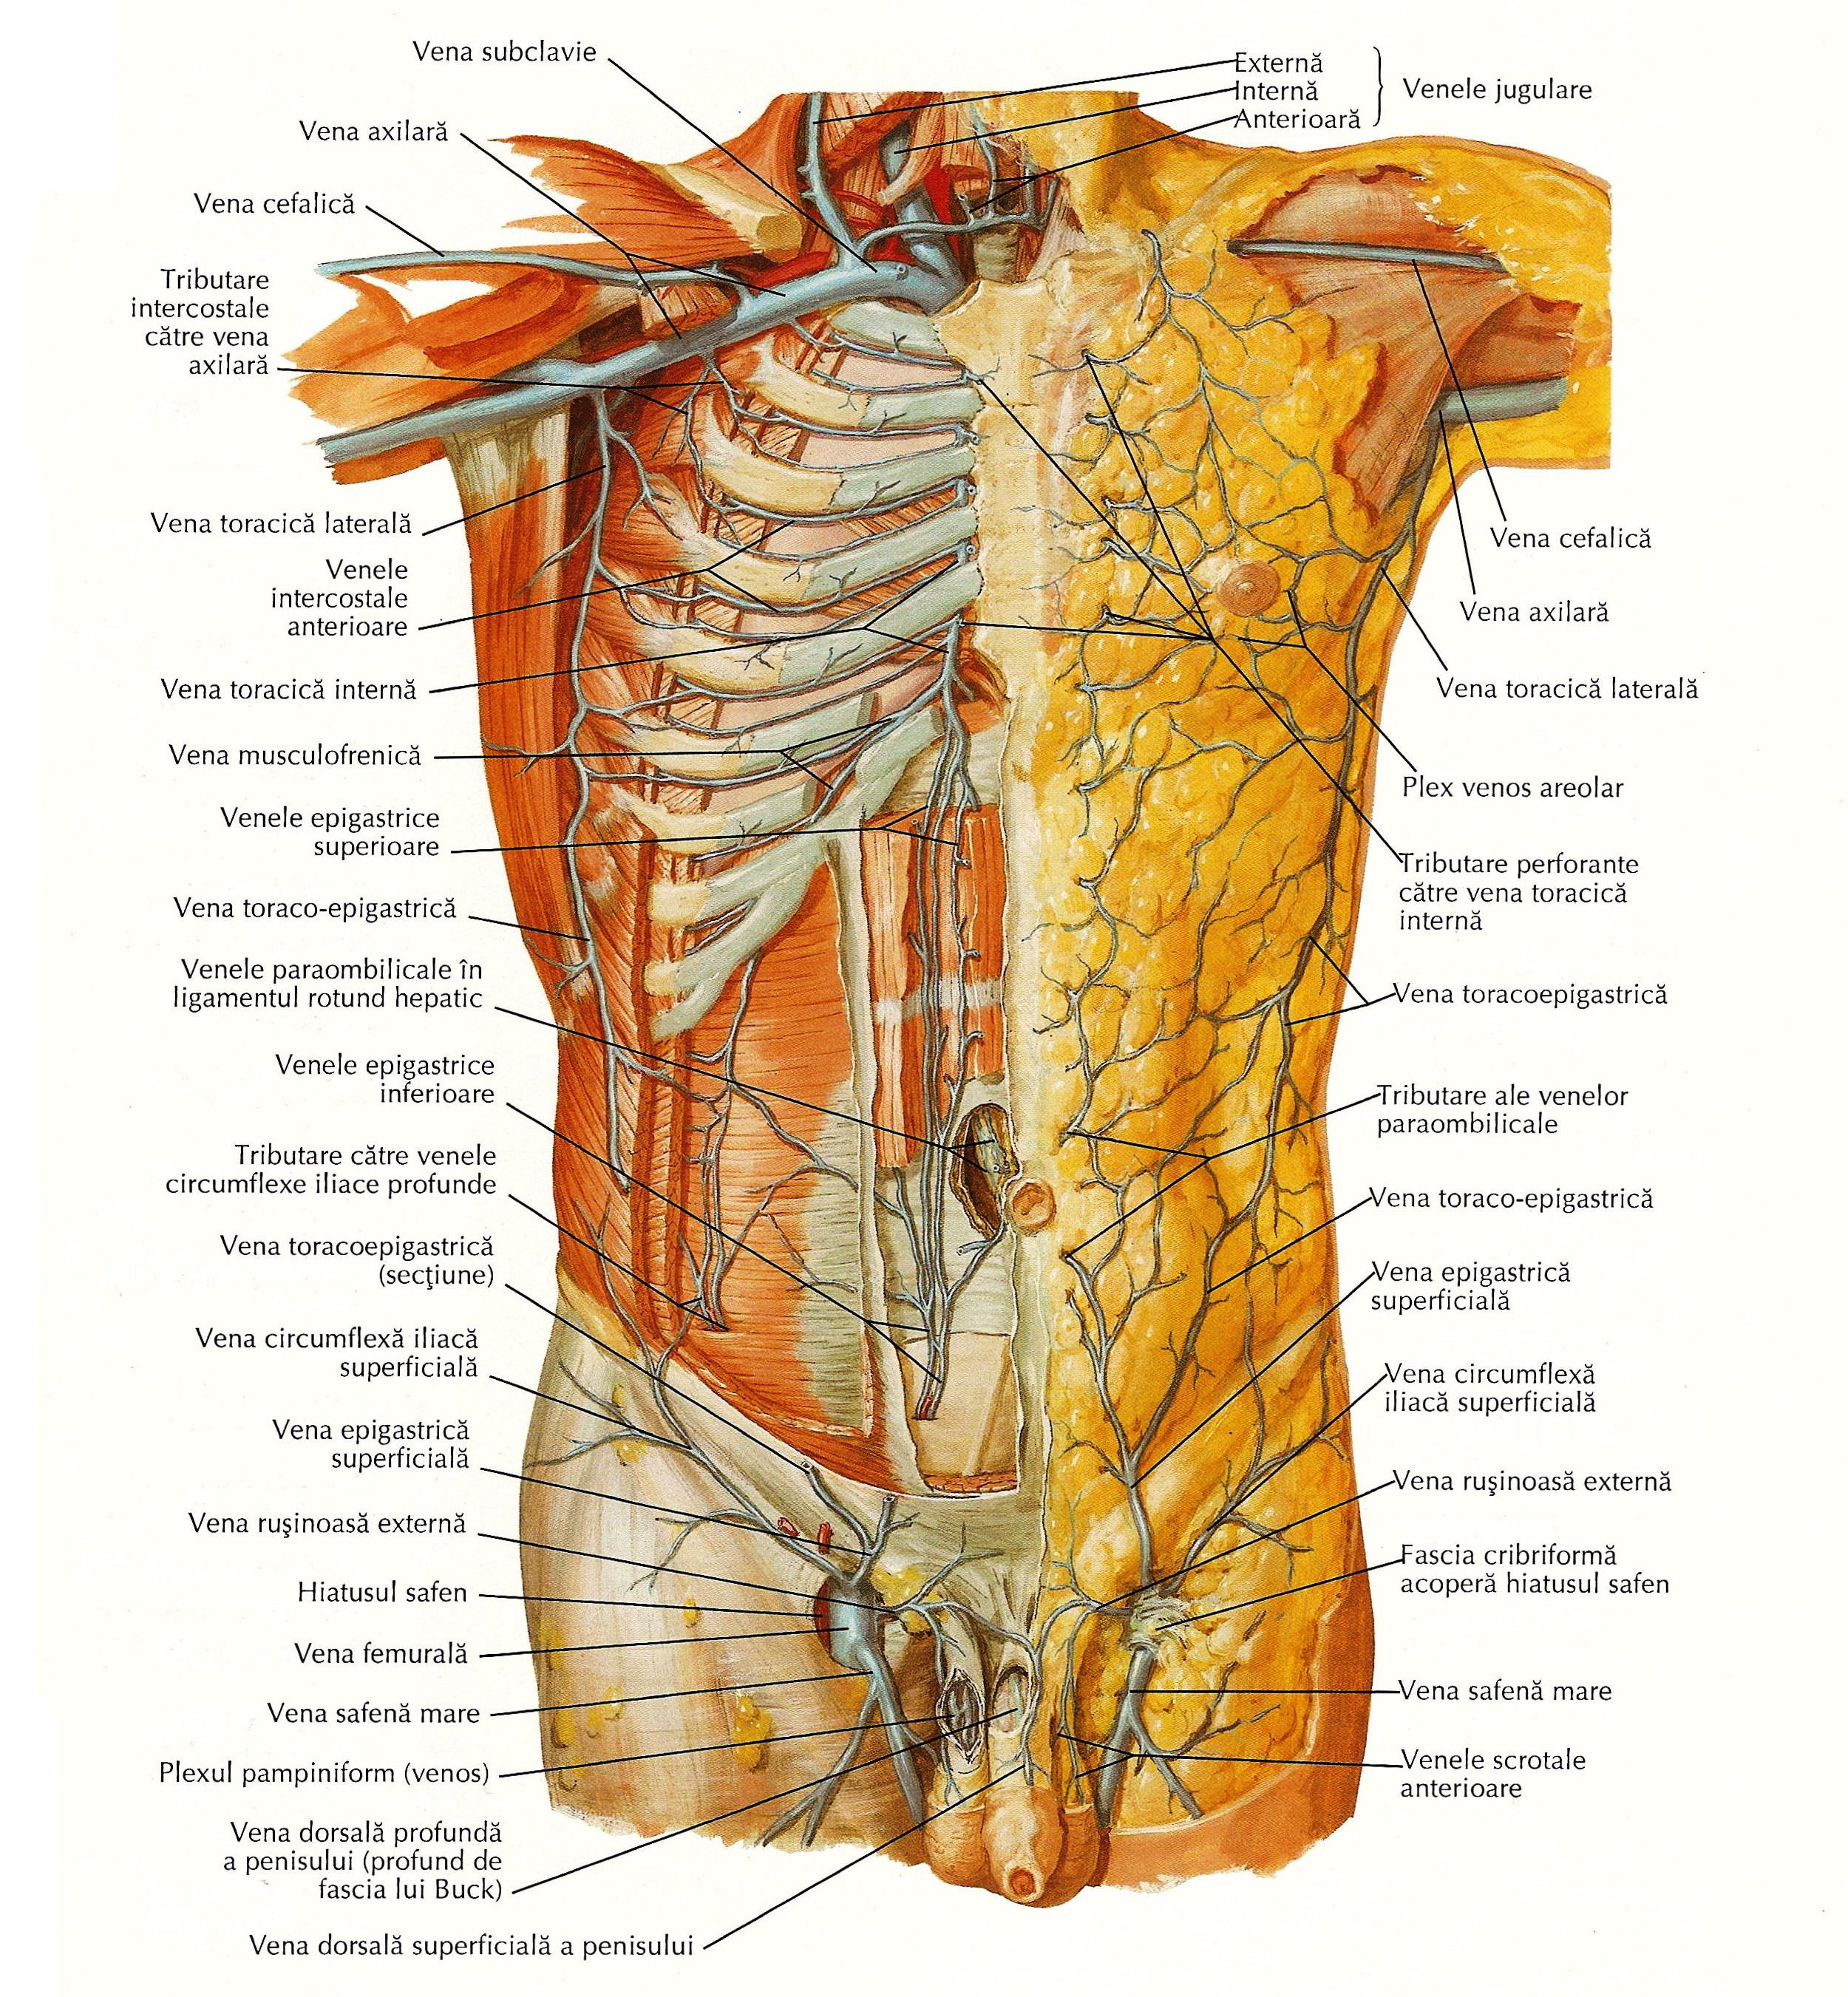 Vena subclavie
Vena axilară
Vena cefalică
Tributare
intercostale
către vena
axilară
Vena toracică laterală
Venele
intercostale
anterioare
Vena toracică internă
Vena musculofrenică
Venele epigastrice
superioare
Vena toraco-epigastrică
Venele paraombilicale în
ligamentul rotund hepatic
Venele epigastrice
inferioare
Tributare către venele
circumflexe iliace profunde
Vena toracoepigastrică
(secţiune)
Vena circumflexă iliacă
superficială
Vena epigastrică
superficială
Vena ruşinoasă externă
Hiatusul safen
Vena femurală
Vena safenă mare
Plexul pampiniform (venos)
Vena dorsală profundă
a penisului (profund de
fascia lui Buck)
Vena dorsală superficială a penisului
Externă
Internă
Anterioară
Venele jugulare
Vena cefalică
Vena axilară
Vena toracică laterală
Plex venos areolar
Tributare perforante
către vena toracică
internă
Vena toracoepigastrică
Tributare ale venelor
paraombilicale
Vena toraco-epigastrică
Vena epigastrică
superficială
Vena circumflexă
iliacă superficială
Vena ruşinoasă externă
Fascia cribriformă
acoperă hiatusul safen
Vena safenă mare
Venele scrotale
anterioare